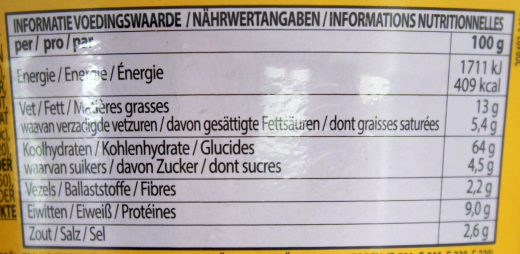 INFORMATIE VOEDINGSWAARDE / NÄHRWERTANGABEN / INFORMATIONS NUTRITIONNELLES
per / pro / par 100 g
Energie / Energie / Énergie 1711 kJ
409 kcal
Vet / Fett / Matières grasses 13 g
waarvan verzadigde vetzuren / davon gesättigte Fettsäuren / dont graisses saturées 5,4 g
Koolhydraten / Kohlenhydrate / Glucides 64 g
waarvan suikers / davon Zucker / dont sucres 4,5 g
Vezels / Ballaststoffe / Fibres 2,2 g
Eiwitten / Eiweiß / Protéines 9,0 g
Zout / Salz / Sel 2,6 g